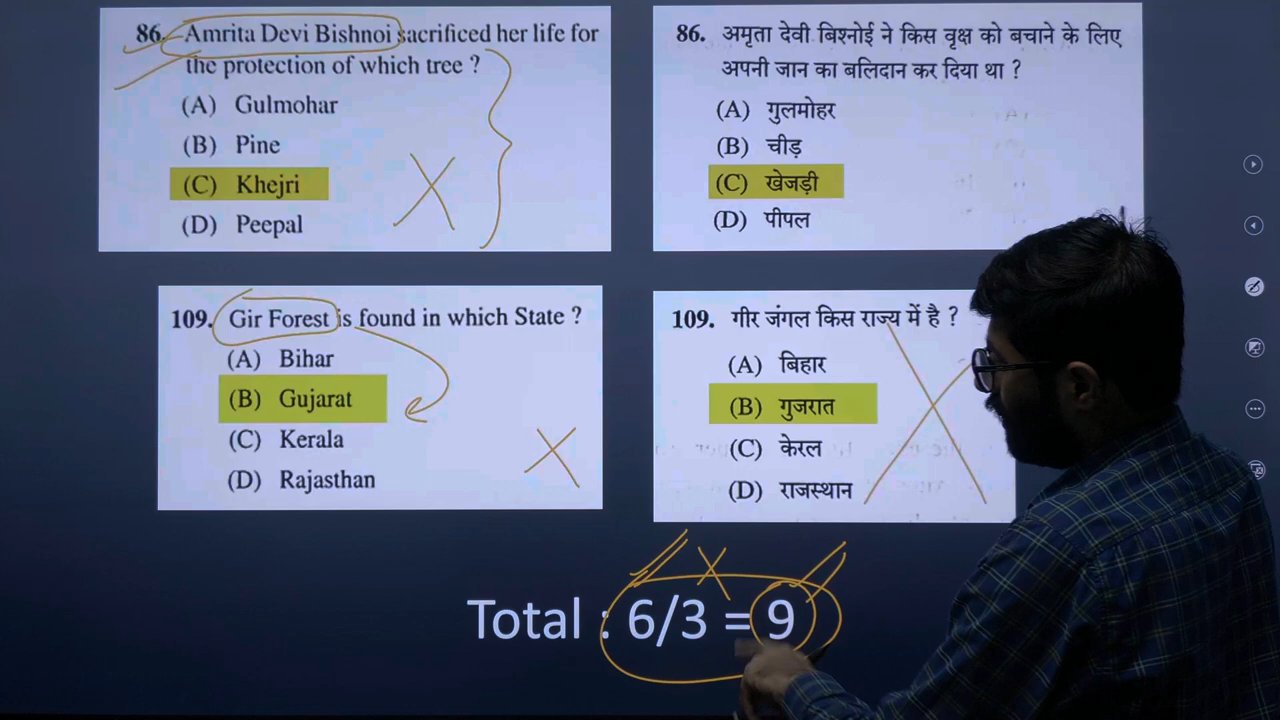 86. Amrita Devi Bishnoi sacrificed her life for
the protection of which tree ?
(A) Gulmohar
(B) Pine
(C) Khejri
(D) Peepal
86. अमृता देवी बिश्नोई ने किस वृक्ष को बचाने के लिए
अपनी जान का बलिदान कर दिया था ?
(A) गुलमोहर
(B) चीड़
(C) खेजड़ी
(D) पीपल
109. Gir Forest is found in which State ?
(A) Bihar
(B) Gujarat
(C) Kerala
(D) Rajasthan
109. गीर जंगल किस राज्य में है ?
(A) बिहार
(B) गुजरात
(C) केरल
(D) राजस्थान
Total : 6/3 = 9